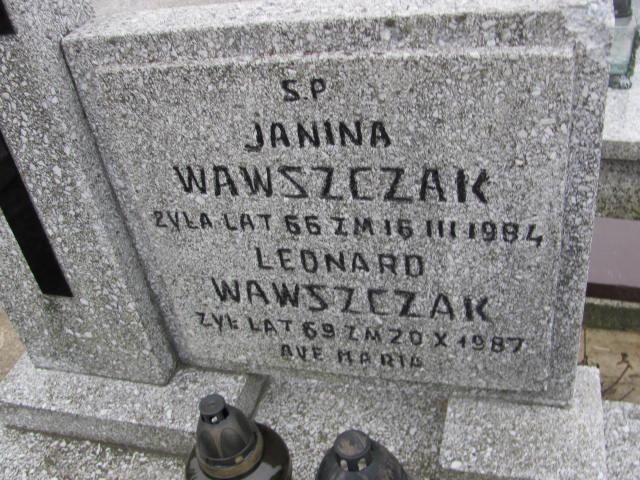 S.P
JANINA
WAWSZCZAK
ŻYŁA LAT 66 ZM 16 III 1984
LEONARD
WAWSZCZAK
ŻYŁ LAT 69 ZM 20 X 1987
AVE MARIA